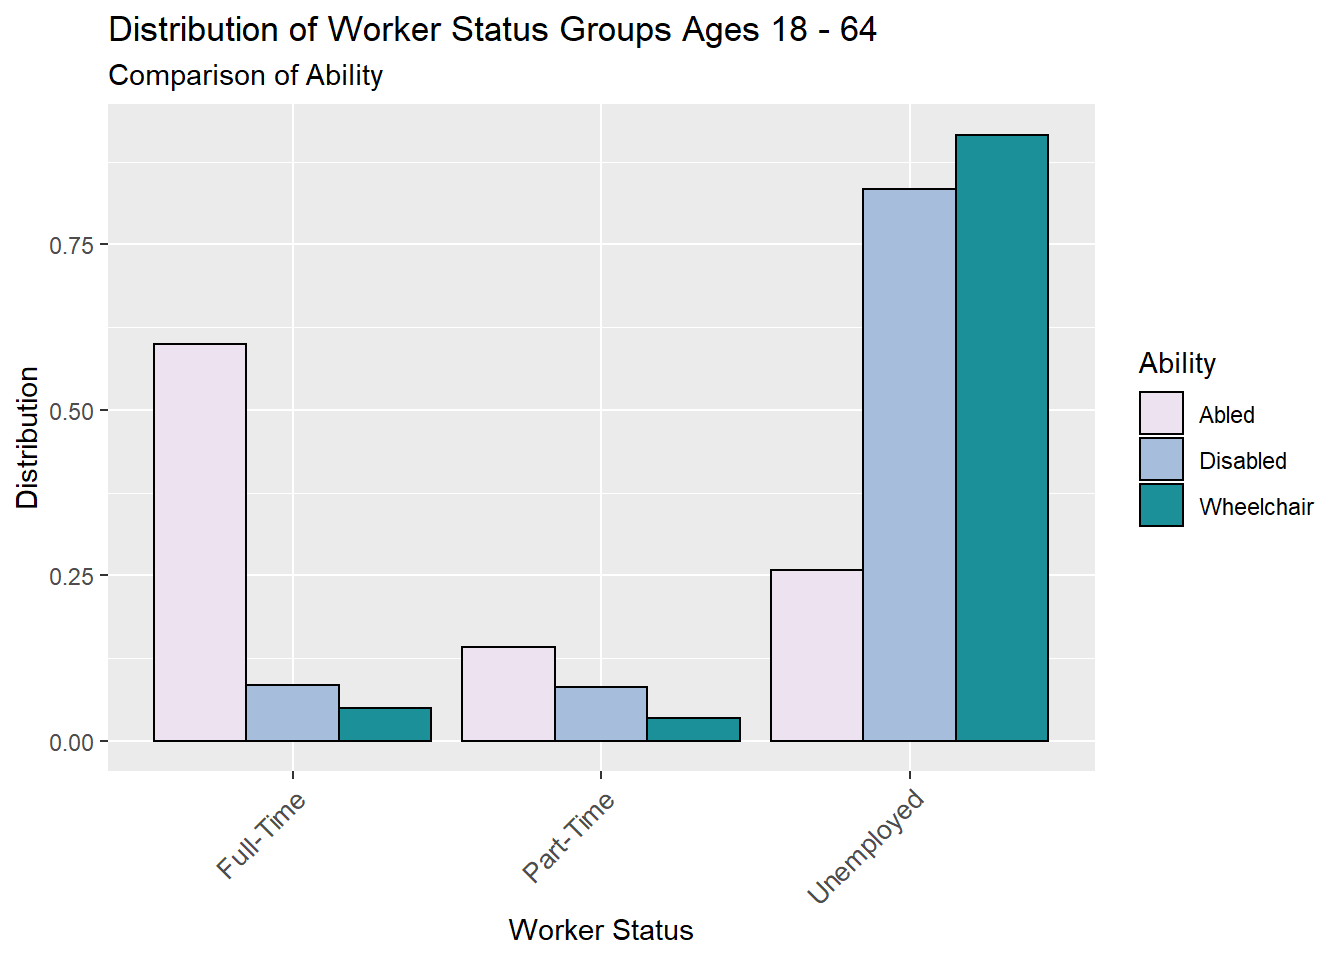 Distribution of Worker Status Groups Ages 18 - 64
Comparison of Ability
Distribution
0.75
0.50
0.25
0.00
Full-Time
Part-Time
Unemployed
Worker Status
Ability
Abled
Disabled
Wheelchair